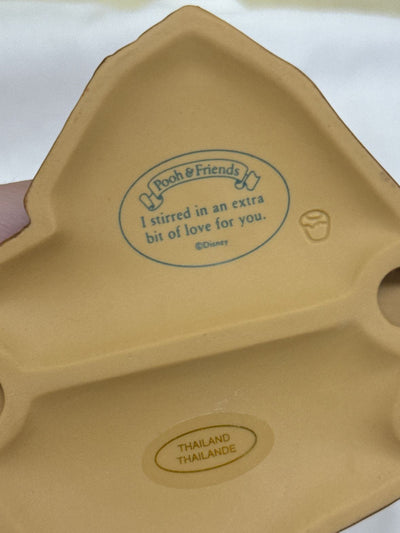 Pooh & Friends
I stirred in an extra
bit of love for you.
©Disney
THAILAND
THAILANDE